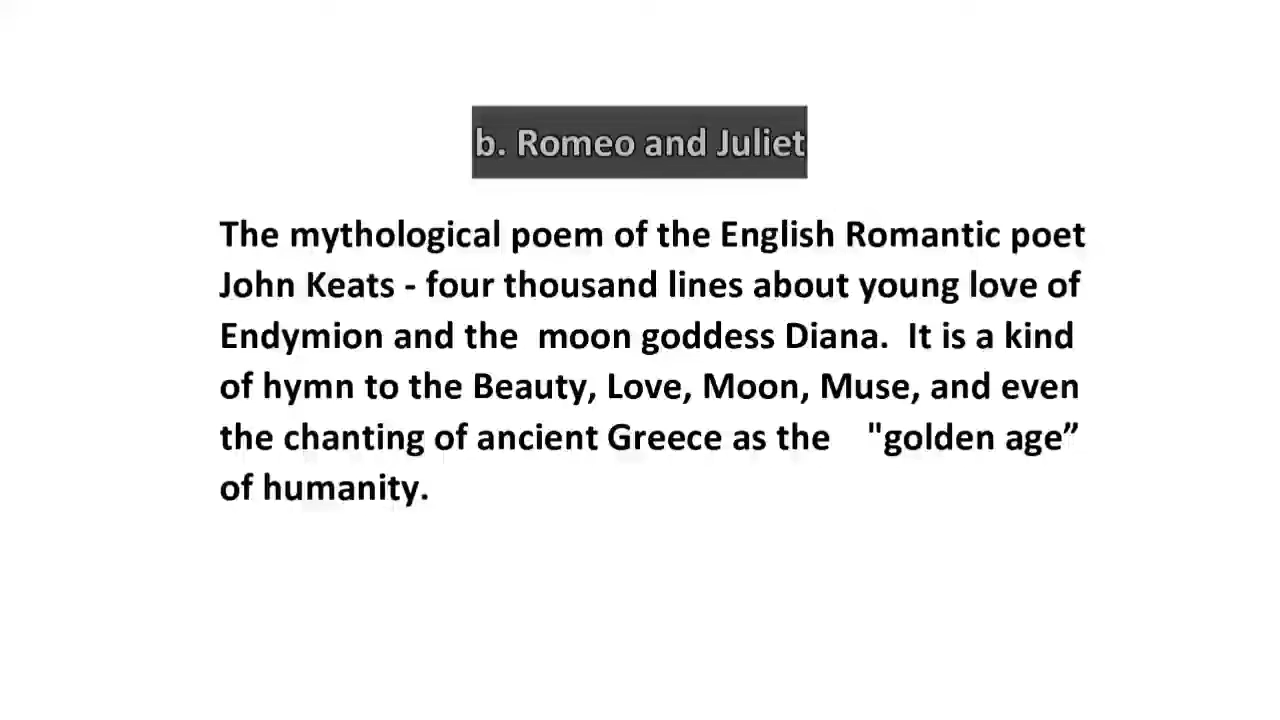 b. Romeo and Juliet
The mythological poem of the English Romantic poet
John Keats - four thousand lines about young love of
Endymion and the  moon goddess Diana.  It is a kind
of hymn to the Beauty, Love, Moon, Muse, and even
the chanting of ancient Greece as the    "golden age”
of humanity.